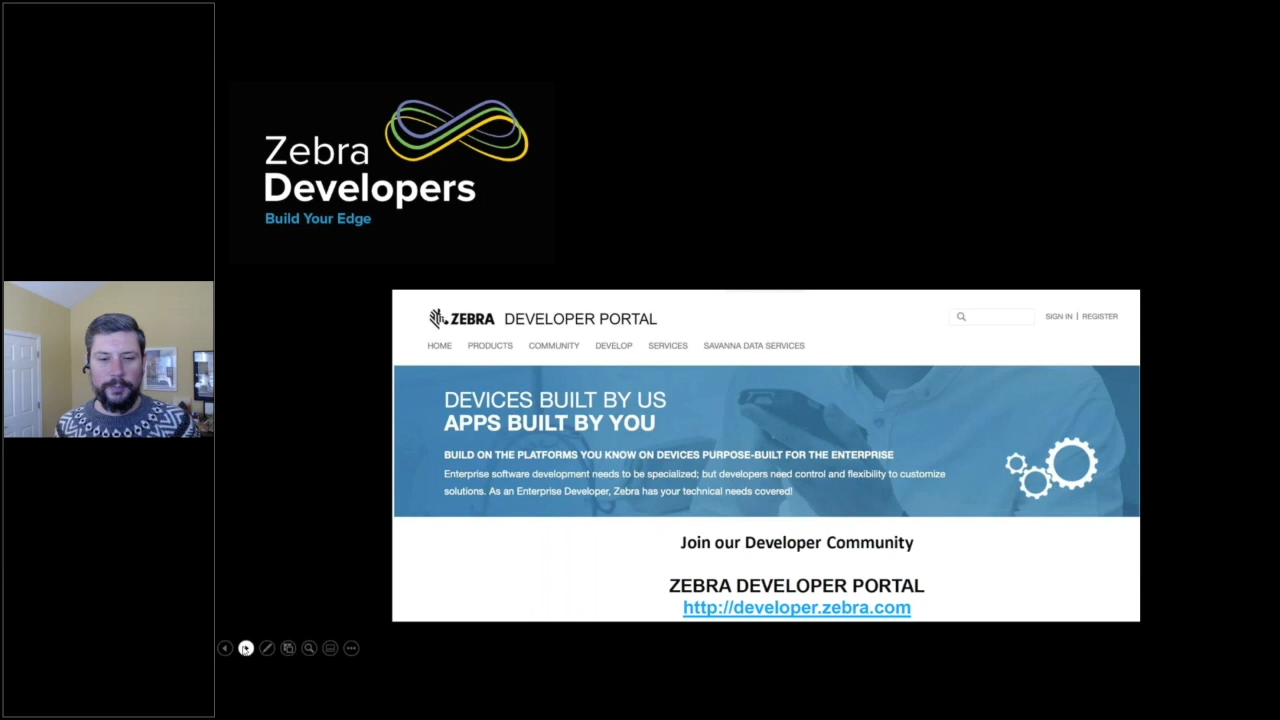 Zebra
Developers
Build Your Edge
ZEBRA DEVELOPER PORTAL
SIGN IN | REGISTER
HOME PRODUCTS COMMUNITY DEVELOP SERVICES SAVANNA DATA SERVICES
DEVICES BUILT BY US
APPS BUILT BY YOU
BUILD ON THE PLATFORMS YOU KNOW ON DEVICES PURPOSE-BUILT FOR THE ENTERPRISE
Enterprise software development needs to be specialized; but developers need control and flexibility to customize
solutions. As an Enterprise Developer, Zebra has your technical needs covered!
Join our Developer Community
ZEBRA DEVELOPER PORTAL
http://developer.zebra.com